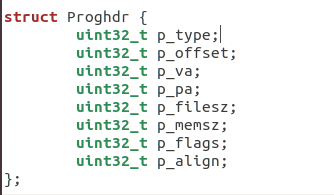 struct Proghdr {
uint32_t p_type;
uint32_t p_offset;
uint32_t p_va;
uint32_t p_pa;
uint32_t p_filesz;
uint32_t p_memsz;
uint32_t p_flags;
uint32_t p_align;
};